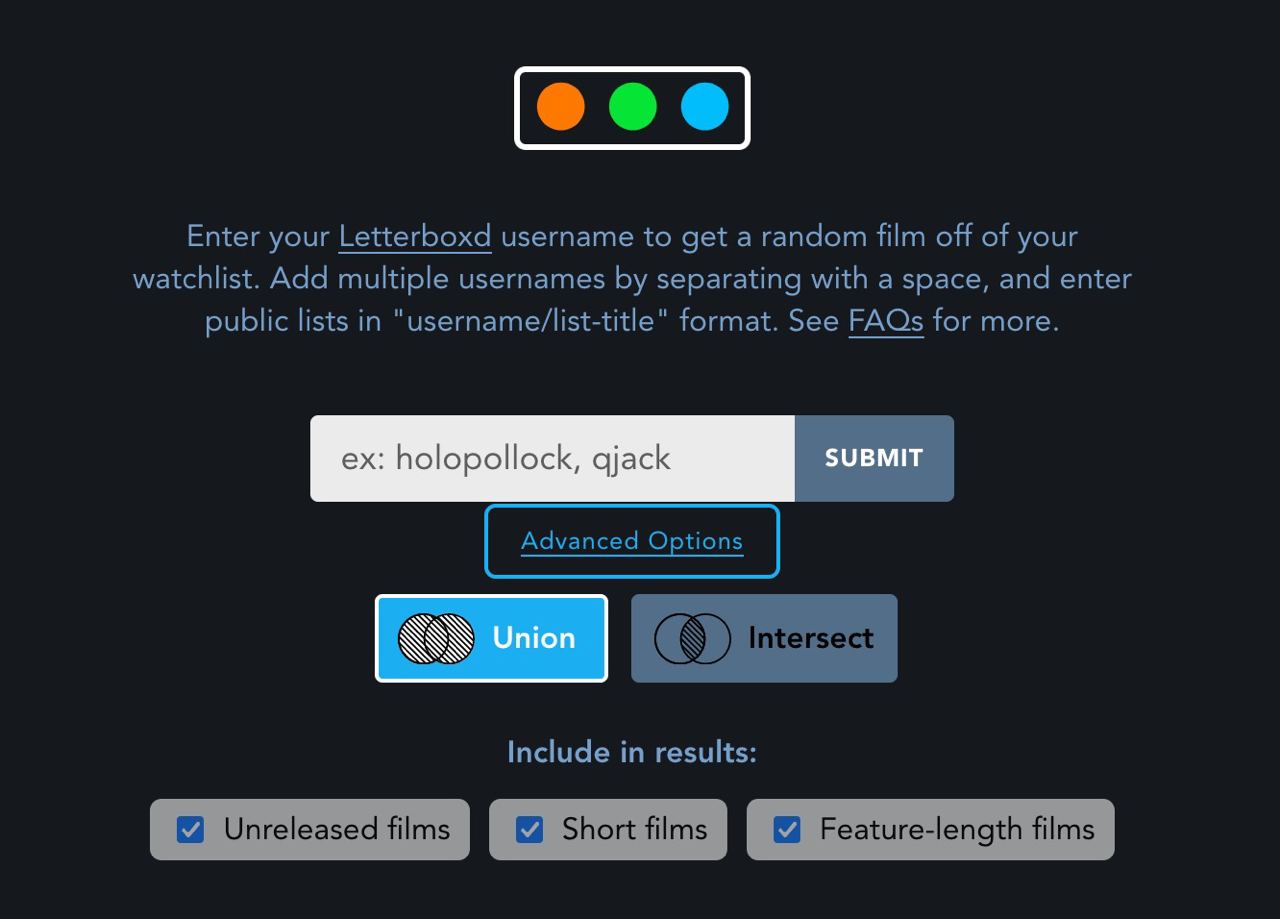 Enter your Letterboxd username to get a random film off of your
watchlist. Add multiple usernames by separating with a space, and enter
public lists in "username/list-title" format. See FAQs for more.
ex: holopollock, qjack
SUBMIT
Advanced Options
Union
Intersect
Include in results:
Unreleased films
Short films
Feature-length films